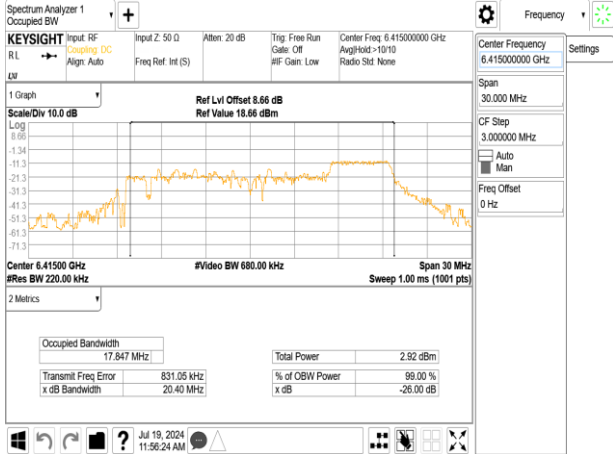 Spectrum Analyzer 1
Occupied BW
+
Frequency
KEYSIGHT
RL
Input: RF
Coupling: DC
Align: Auto
Input Z: 50 Ω
Freq Ref: Int (S)
Atten: 20 dB
Trig: Free Run
Gate: Off
#IF Gain: Low
Center Freq: 6.415000000 GHz
Avg|Hold:>10/10
Radio Std: None
Center Frequency
6.415000000 GHz
Settings
Span
30.000 MHz
CF Step
3.000000 MHz
Auto
Man
Freq Offset
0 Hz
1 Graph
Scale/Div 10.0 dB
Ref Lvl Offset 8.66 dB
Ref Value 18.66 dBm
Log
8.66
-1.34
-11.3
-21.3
-31.3
-41.3
-51.3
-61.3
-71.3
Center 6.41500 GHz
#Video BW 680.00 kHz
Span 30 MHz
#Res BW 220.00 kHz
Sweep 1.00 ms (1001 pts)
2 Metrics
Occupied Bandwidth
17.847 MHz
Total Power 2.92 dBm
Transmit Freq Error 831.05 kHz
% of OBW Power 99.00 %
x dB Bandwidth 20.40 MHz
x dB -26.00 dB
?
Jul 19, 2024
11:56:24 AM